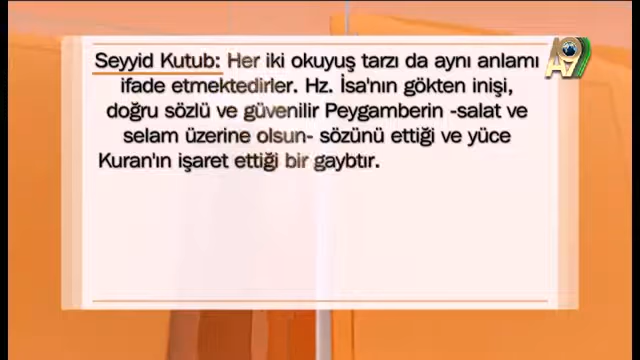 Seyyid Kutub: Her iki okuyuş tarzı da aynı anlamı
ifade etmektedirler. Hz. İsa'nın gökten inişi,
doğru sözlü ve güvenilir Peygamberin -salat ve
selam üzerine olsun- sözünü ettiği ve yüce
Kuran'ın işaret ettiği bir gaybtır.
A9